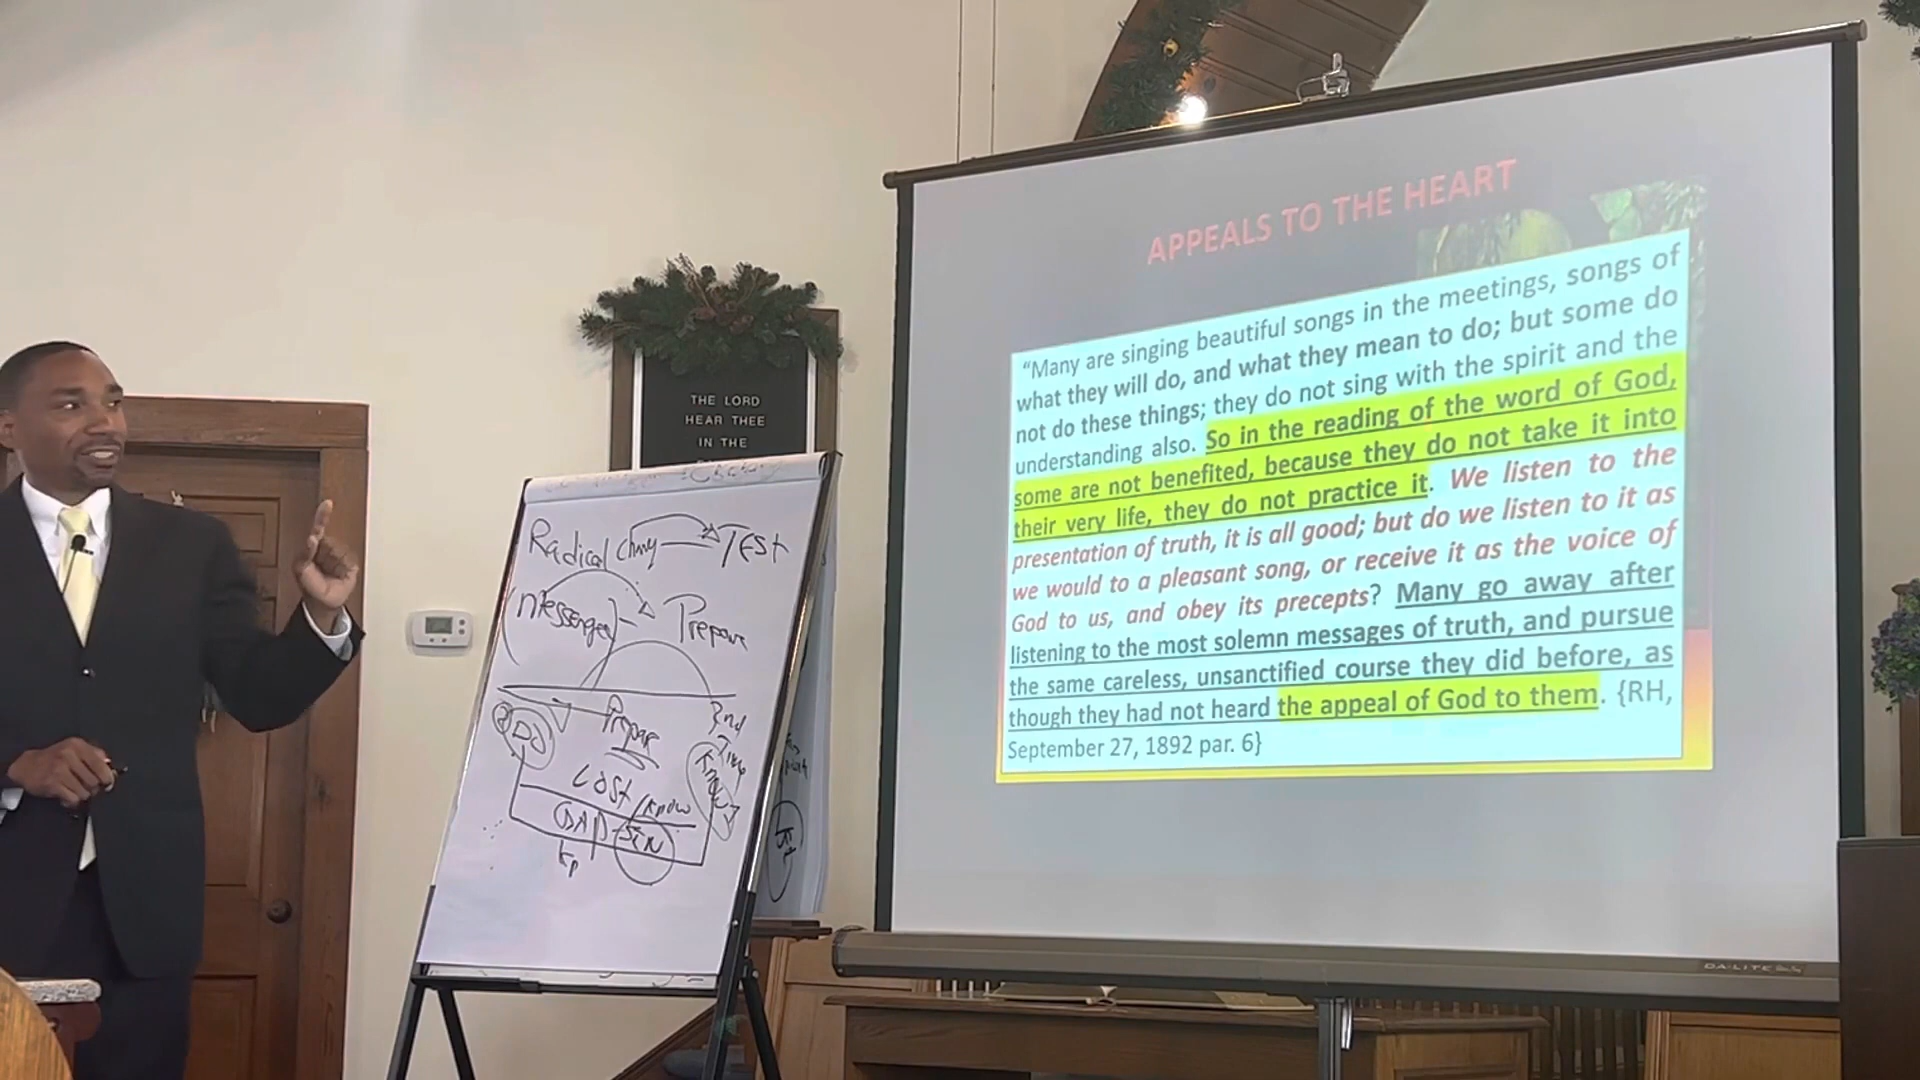 APPEALS TO THE HEART
“Many are singing beautiful songs in the meetings, songs of
what they will do, and what they mean to do; but some do
not do these things; they do not sing with the spirit and the
understanding also. So in the reading of the word of God,
some are not benefited, because they do not take it into
their very life, they do not practice it. We listen to the
presentation of truth, it is all good; but do we listen to it as
we would to a pleasant song, or receive it as the voice of
God to us, and obey its precepts? Many go away after
listening to the most solemn messages of truth, and pursue
the same careless, unsanctified course they did before, as
though they had not heard the appeal of God to them. {RH,
September 27, 1892 par. 6}
DA-LITE
THE LORD
HEAR THEE
IN THE
Radical TEST
Messenger Prepare
Prepar 2nd
Time
Cost
know
Sin